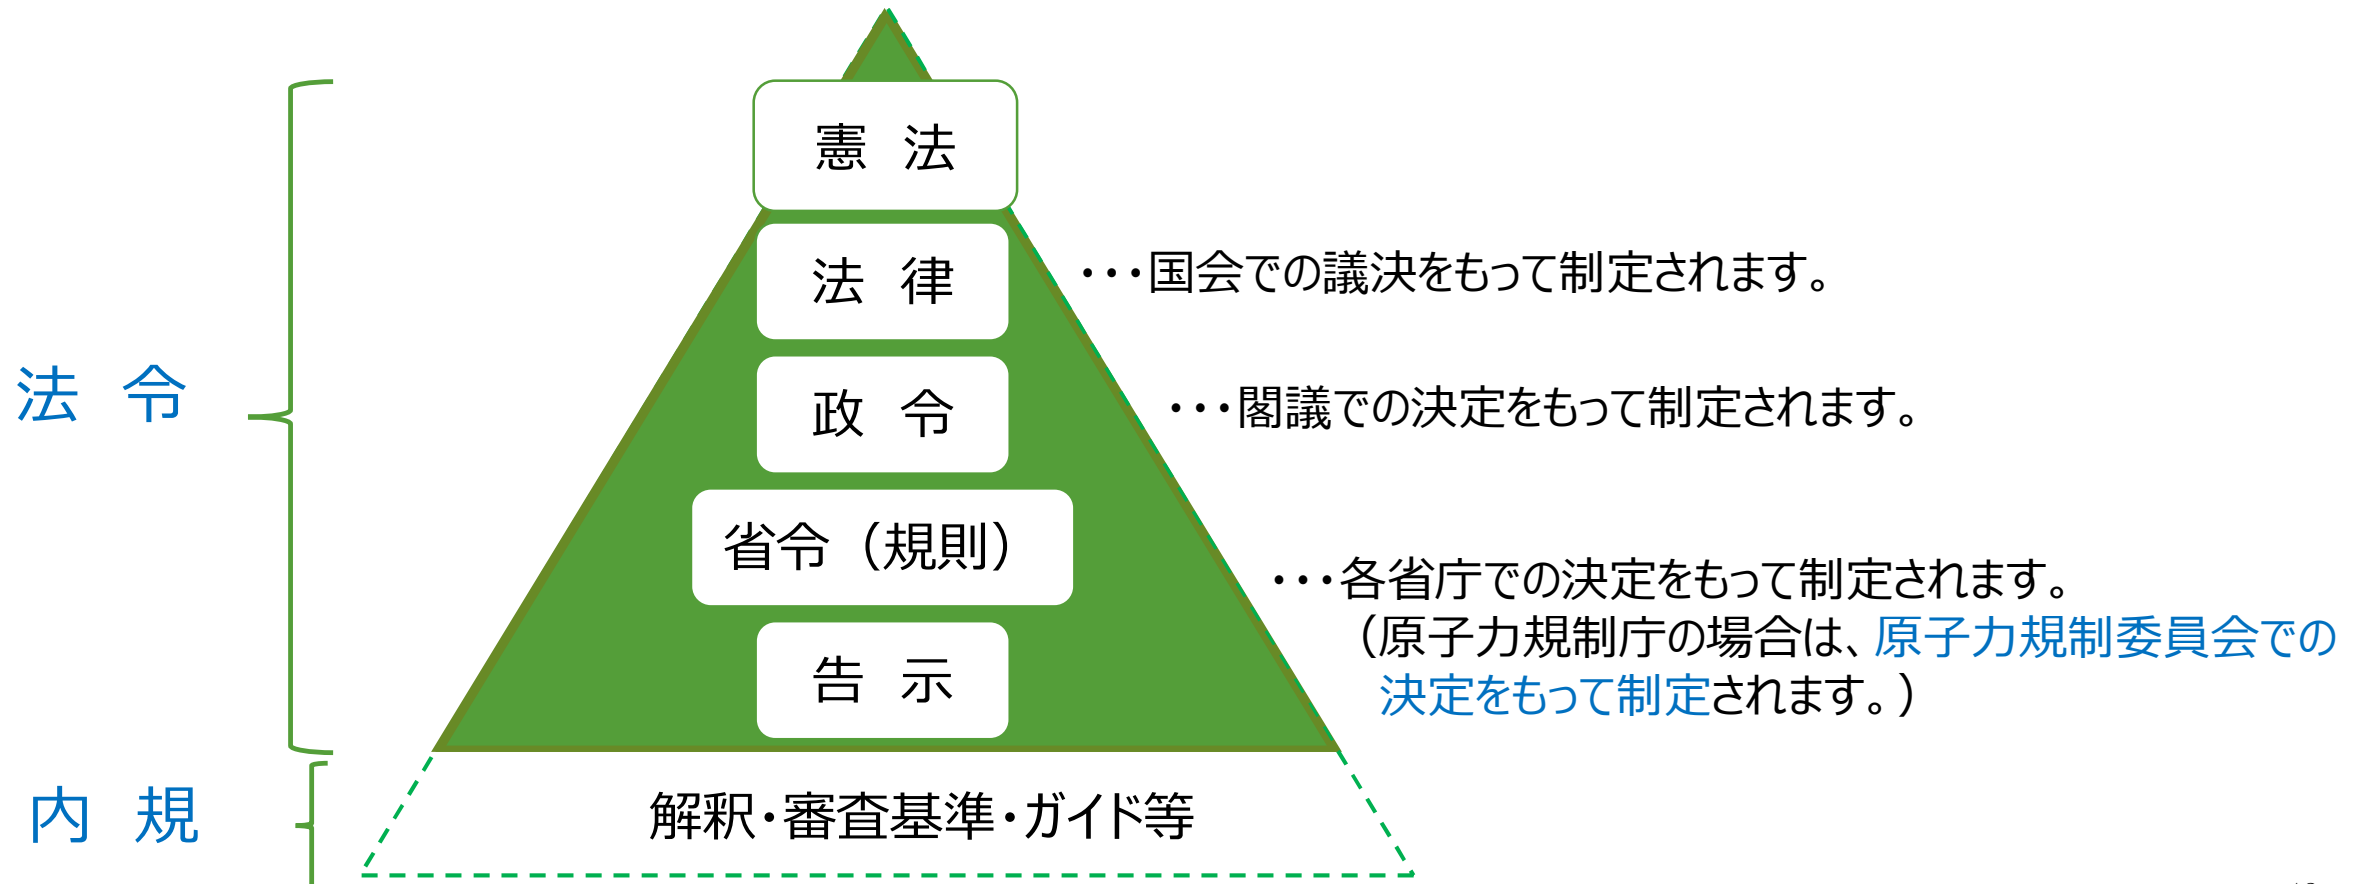 憲　法
法　律
・・・国会での議決をもって制定されます。
法　令
政　令
・・・閣議での決定をもって制定されます。
省令（規則）
・・・各省庁での決定をもって制定されます。
（原子力規制庁の場合は、原子力規制委員会での
決定をもって制定されます。）
告　示
内　規
解釈・審査基準・ガイド等